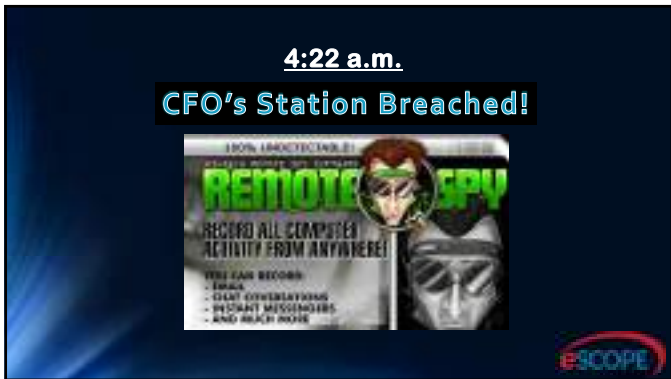 4:22 a.m.
CFO's Station Breached!
100% UNDETECTABLE!
REMOTE SPY
RECORD ALL COMPUTER
ACTIVITY FROM ANYWHERE!
YOU CAN RECORD:
- EMAIL
- CHAT CONVERSATIONS
- INSTANT MESSENGERS
- AND MUCH MORE
eSCOPE